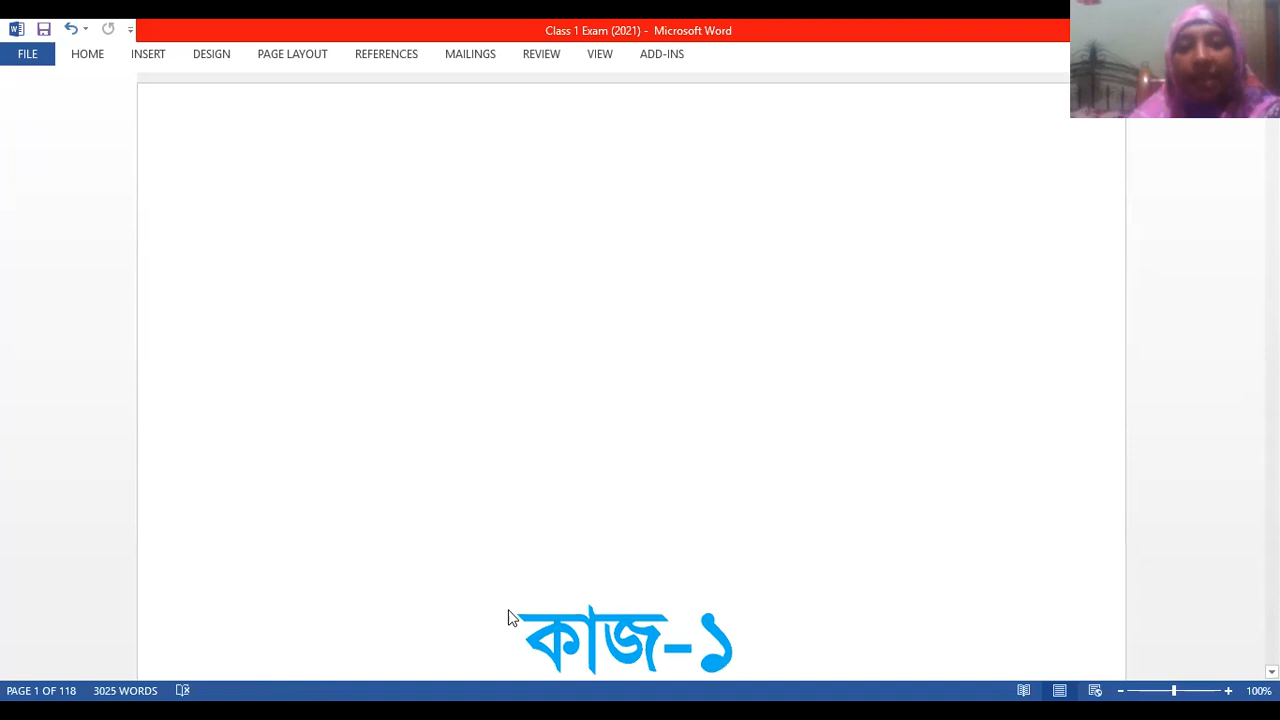 Class 1 Exam (2021) - Microsoft Word
FILE HOME INSERT DESIGN PAGE LAYOUT REFERENCES MAILINGS REVIEW VIEW ADD-INS
কাজ-১
PAGE 1 OF 118 3025 WORDS 100%